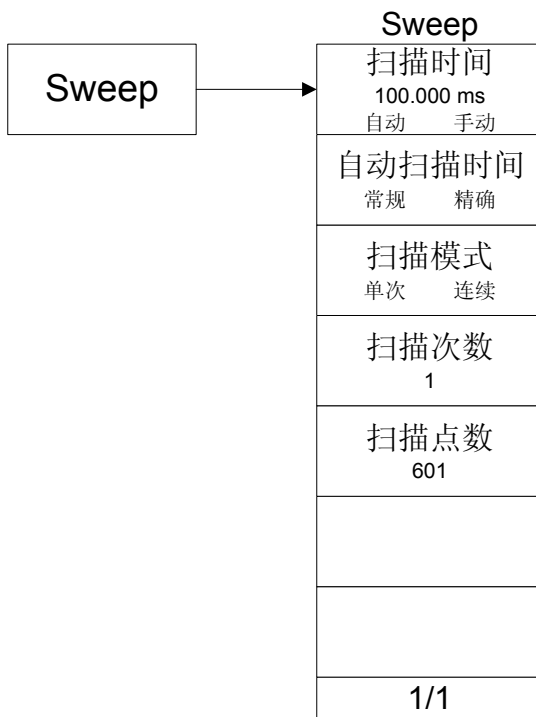 Sweep
Sweep
扫描时间
100.000 ms
自动 手动
自动扫描时间
常规 精确
扫描模式
单次 连续
扫描次数
1
扫描点数
601
1/1